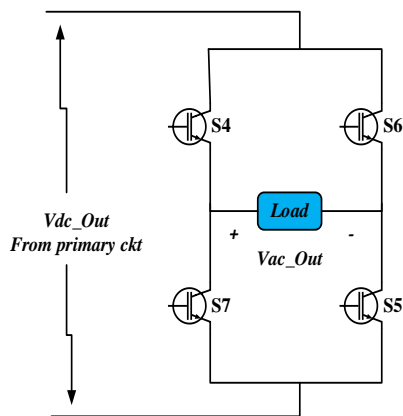 S4
S6
Load
Vdc_Out
From primary ckt
+
-
Vac_Out
S7
S5